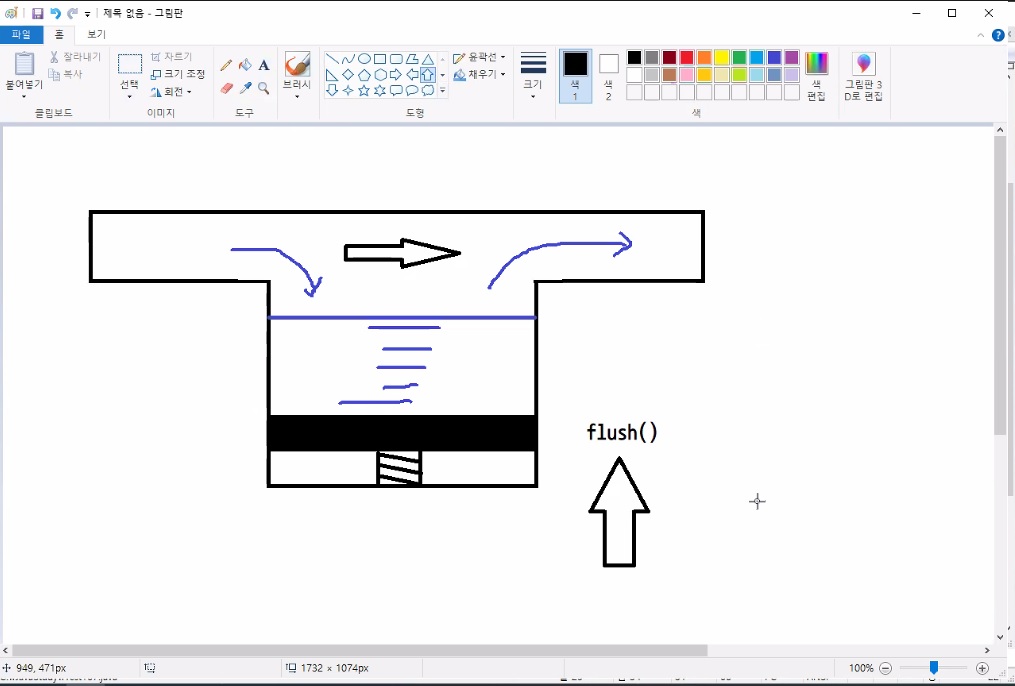 제목 없음 - 그림판
파일 홈 보기
붙여넣기
잘라내기
복사
클립보드
선택
자르기
크기 조정
회전
이미지
도구
브러시
윤곽선
채우기
도형
크기
색 1
색 2
색 편집
색
그림판 3
D로 편집
flush()
949, 471px
1732 × 1074px
100%